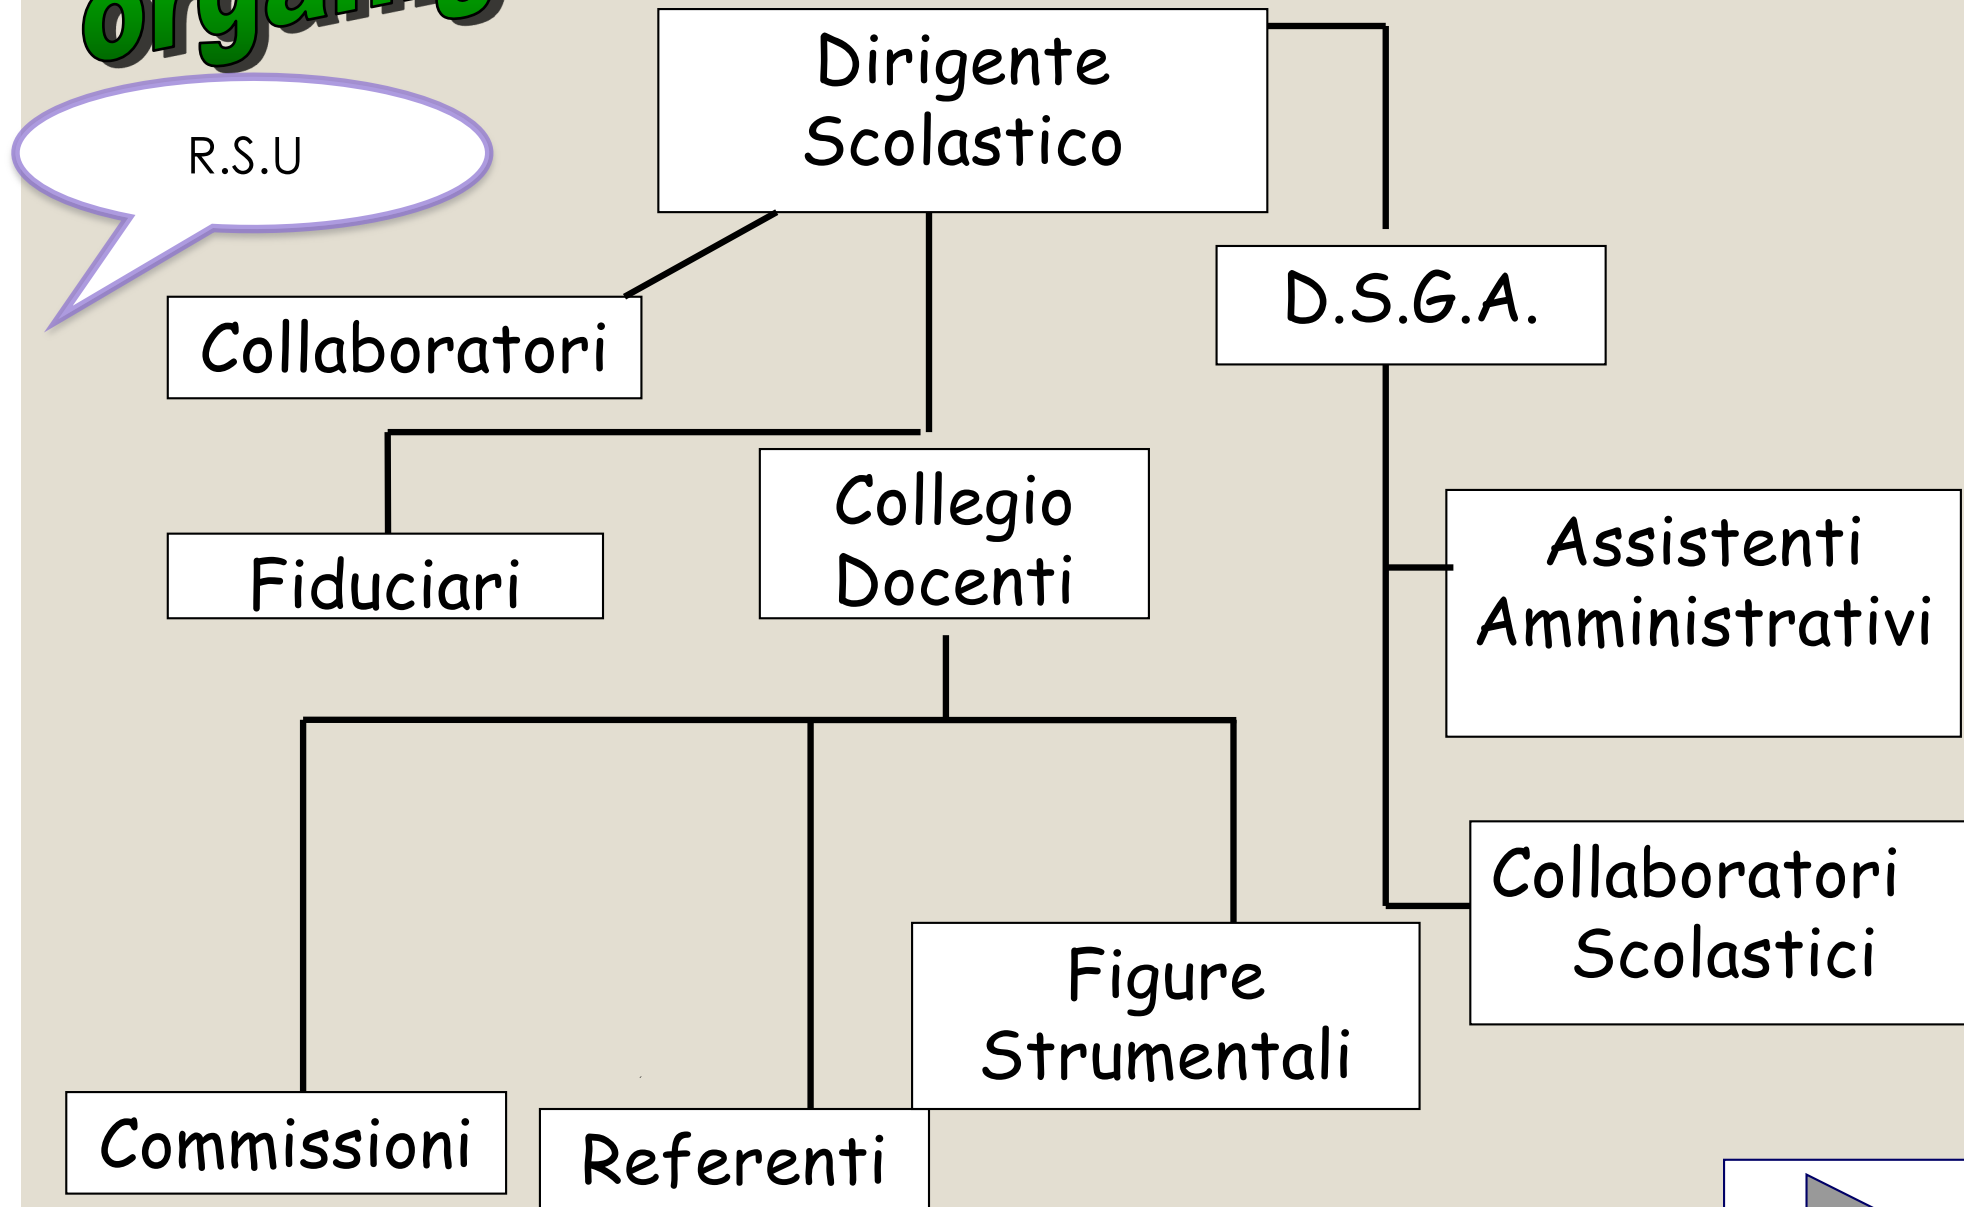 Dirigente
Scolastico
R.S.U
D.S.G.A.
Collaboratori
Collegio
Docenti
Fiduciari
Assistenti
Amministrativi
Collaboratori
Scolastici
Figure
Strumentali
Commissioni
Referenti